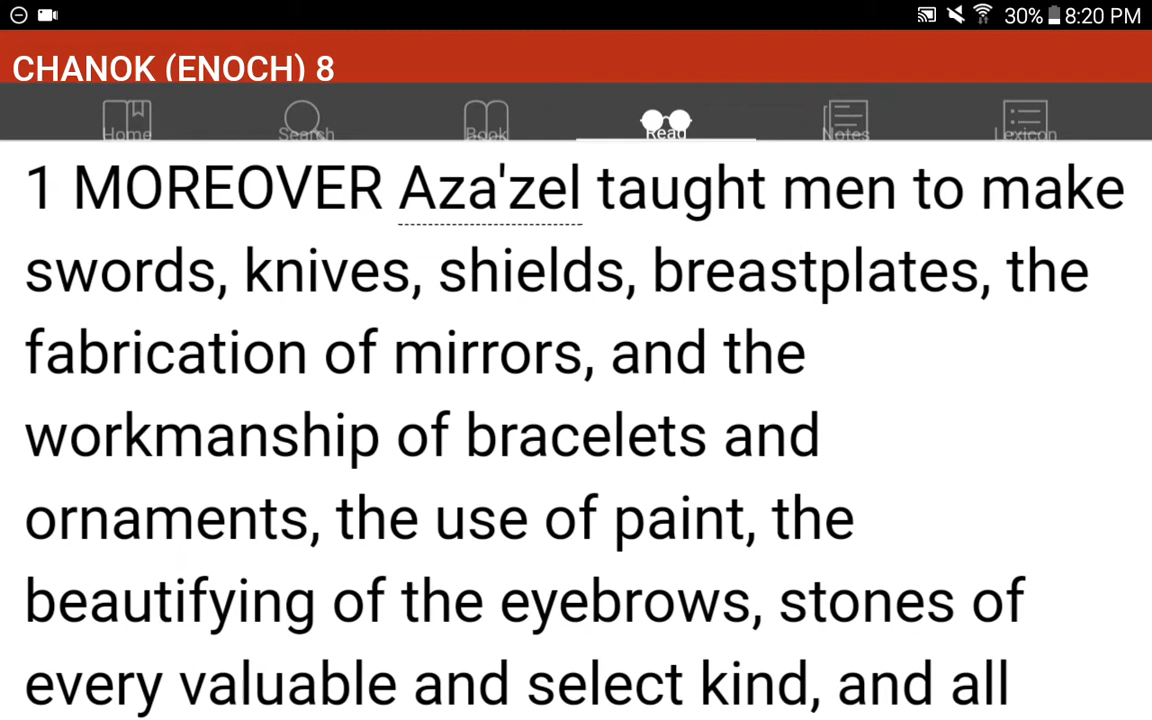 30% 8:20 PM
CHANOK (ENOCH) 8
Home Search Book Read Notes Lexicon
1 MOREOVER Aza'zel taught men to make
swords, knives, shields, breastplates, the
fabrication of mirrors, and the
workmanship of bracelets and
ornaments, the use of paint, the
beautifying of the eyebrows, stones of
every valuable and select kind, and all